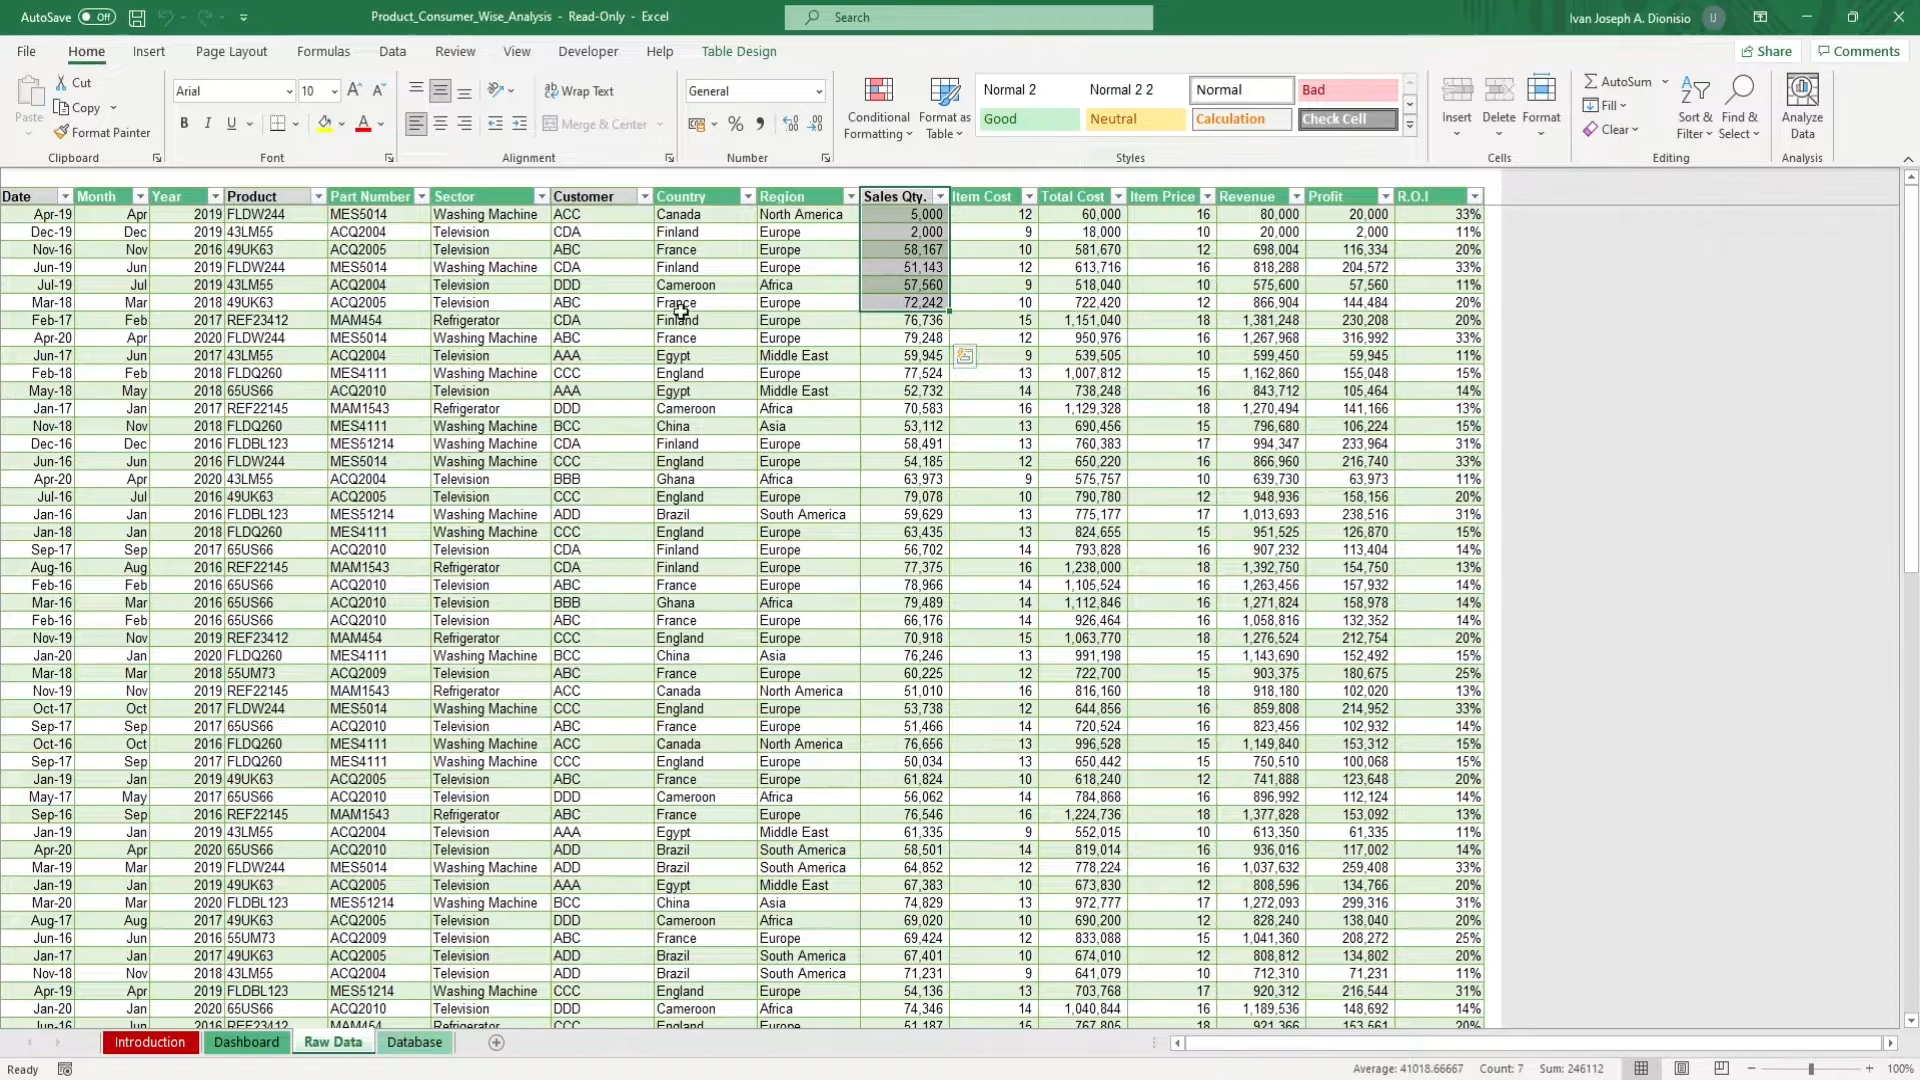 AutoSave Off Product_Consumer_Wise_Analysis - Read-Only - Excel Search Ivan Joseph A. Dionisio IJ
File Home Insert Page Layout Formulas Data Review View Developer Help Table Design Share Comments
Paste Cut Copy Format Painter Clipboard
Arial 10 B I U Font
Wrap Text Merge & Center Alignment
General Number
Conditional Formatting Format as Table Normal 2 Normal 2 2 Normal Bad Good Neutral Calculation Check Cell Styles
Insert Delete Format Cells
AutoSum Fill Clear Sort & Filter Find & Select Editing
Analyze Data Analysis
Date Month Year Product Part Number Sector Customer Country Region Sales Qty. Item Cost Total Cost Item Price Revenue Profit R.O.I
Apr-19 Apr 2019 FLDW244 MES5014 Washing Machine ACC Canada North America 5,000 12 60,000 16 80,000 20,000 33%
Dec-19 Dec 2019 43LM55 ACQ2004 Television CDA Finland Europe 2,000 9 18,000 10 20,000 2,000 11%
Nov-16 Nov 2016 49UK63 ACQ2005 Television ABC France Europe 58,167 10 581,670 12 698,004 116,334 20%
Jun-19 Jun 2019 FLDW244 MES5014 Washing Machine CDA Finland Europe 51,143 12 613,716 16 818,288 204,572 33%
Jul-19 Jul 2019 43LM55 ACQ2004 Television DDD Cameroon Africa 57,560 9 518,040 10 575,600 57,560 11%
Mar-18 Mar 2018 49UK63 ACQ2005 Television ABC France Europe 72,242 10 722,420 12 866,904 144,484 20%
Feb-17 Feb 2017 REF23412 MAM454 Refrigerator CDA Finland Europe 76,736 15 1,151,040 18 1,381,248 230,208 20%
Apr-20 Apr 2020 FLDW244 MES5014 Washing Machine ABC France Europe 79,248 12 950,976 16 1,267,968 316,992 33%
Jun-17 Jun 2017 43LM55 ACQ2004 Television AAA Egypt Middle East 59,945 9 539,505 10 599,450 59,945 11%
Feb-18 Feb 2018 FLDQ260 MES4111 Washing Machine CCC England Europe 77,524 13 1,007,812 15 1,162,860 155,048 15%
May-18 May 2018 65US66 ACQ2010 Television AAA Egypt Middle East 52,732 14 738,248 16 843,712 105,464 14%
Jan-17 Jan 2017 REF22145 MAM1543 Refrigerator DDD Cameroon Africa 70,583 16 1,129,328 18 1,270,494 141,166 13%
Nov-18 Nov 2018 FLDQ260 MES4111 Washing Machine BCC China Asia 53,112 13 690,456 15 796,680 106,224 15%
Dec-16 Dec 2016 FLDBL123 MES51214 Washing Machine CDA Finland Europe 58,491 13 760,383 17 994,347 233,964 31%
Jun-16 Jun 2016 FLDW244 MES5014 Washing Machine CCC England Europe 54,185 12 650,220 16 866,960 216,740 33%
Apr-20 Apr 2020 43LM55 ACQ2004 Television BBB Ghana Africa 63,973 9 575,757 10 639,730 63,973 11%
Jul-16 Jul 2016 49UK63 ACQ2005 Television CCC England Europe 79,078 10 790,780 12 948,936 158,156 20%
Jan-16 Jan 2016 FLDBL123 MES51214 Washing Machine ADD Brazil South America 59,629 13 775,177 17 1,013,693 238,516 31%
Jan-18 Jan 2018 FLDQ260 MES4111 Washing Machine CCC England Europe 63,435 13 824,655 15 951,525 126,870 15%
Sep-17 Sep 2017 65US66 ACQ2010 Television CDA Finland Europe 56,702 14 793,828 16 907,232 113,404 14%
Aug-16 Aug 2016 REF22145 MAM1543 Refrigerator CDA Finland Europe 77,375 16 1,238,000 18 1,392,750 154,750 13%
Feb-16 Feb 2016 65US66 ACQ2010 Television ABC France Europe 78,966 14 1,105,524 16 1,263,456 157,932 14%
Mar-16 Mar 2016 65US66 ACQ2010 Television BBB Ghana Africa 79,489 14 1,112,846 16 1,271,824 158,978 14%
Feb-16 Feb 2016 65US66 ACQ2010 Television ABC France Europe 66,176 14 926,464 16 1,058,816 132,352 14%
Nov-19 Nov 2019 REF23412 MAM454 Refrigerator CCC England Europe 70,918 15 1,063,770 18 1,276,524 212,754 20%
Jan-20 Jan 2020 FLDQ260 MES4111 Washing Machine BCC China Asia 76,246 13 991,198 15 1,143,690 152,492 15%
Mar-18 Mar 2018 55UM73 ACQ2009 Television ABC France Europe 60,225 12 722,700 15 903,375 180,675 25%
Nov-19 Nov 2019 REF22145 MAM1543 Refrigerator ACC Canada North America 51,010 16 816,160 18 918,180 102,020 13%
Oct-17 Oct 2017 FLDW244 MES5014 Washing Machine CCC England Europe 53,738 12 644,856 16 859,808 214,952 33%
Sep-17 Sep 2017 65US66 ACQ2010 Television ABC France Europe 51,466 14 720,524 16 823,456 102,932 14%
Oct-16 Oct 2016 FLDQ260 MES4111 Washing Machine ACC Canada North America 76,656 13 996,528 15 1,149,840 153,312 15%
Sep-17 Sep 2017 FLDQ260 MES4111 Washing Machine CCC England Europe 50,034 13 650,442 15 750,510 100,068 15%
Jan-19 Jan 2019 49UK63 ACQ2005 Television ABC France Europe 61,824 10 618,240 12 741,888 123,648 20%
May-17 May 2017 65US66 ACQ2010 Television DDD Cameroon Africa 56,062 14 784,868 16 896,992 112,124 14%
Sep-16 Sep 2016 REF22145 MAM1543 Refrigerator ABC France Europe 76,546 16 1,224,736 18 1,377,828 153,092 13%
Jan-19 Jan 2019 43LM55 ACQ2004 Television AAA Egypt Middle East 61,335 9 552,015 10 613,350 61,335 11%
Apr-20 Apr 2020 65US66 ACQ2010 Television ADD Brazil South America 58,501 14 819,014 16 936,016 117,002 14%
Mar-19 Mar 2019 FLDW244 MES5014 Washing Machine ADD Brazil South America 64,852 12 778,224 16 1,037,632 259,408 33%
Jan-19 Jan 2019 49UK63 ACQ2005 Television AAA Egypt Middle East 67,383 10 673,830 12 808,596 134,766 20%
Mar-20 Mar 2020 FLDBL123 MES51214 Washing Machine BCC China Asia 74,829 13 972,777 17 1,272,093 299,316 31%
Aug-17 Aug 2017 49UK63 ACQ2005 Television DDD Cameroon Africa 69,020 10 690,200 12 828,240 138,040 20%
Jun-16 Jun 2016 55UM73 ACQ2009 Television ABC France Europe 69,424 12 833,088 15 1,041,360 208,272 25%
Jan-17 Jan 2017 49UK63 ACQ2005 Television ADD Brazil South America 67,401 10 674,010 12 808,812 134,802 20%
Nov-18 Nov 2018 43LM55 ACQ2004 Television ADD Brazil South America 71,231 9 641,079 10 712,310 71,231 11%
Apr-19 Apr 2019 FLDBL123 MES51214 Washing Machine CCC England Europe 54,136 13 703,768 17 920,312 216,544 31%
Jan-20 Jan 2020 65US66 ACQ2010 Television DDD Cameroon Africa 74,346 14 1,040,844 16 1,189,536 148,692 14%
Jun-16 Jun 2016 REF23412 MAM454 Refrigerator CCC England Europe 51,187 15 767,805 18 921,366 153,561 20%
Introduction Dashboard Raw Data Database
Ready Average: 41018.66667 Count: 7 Sum: 246112 100%